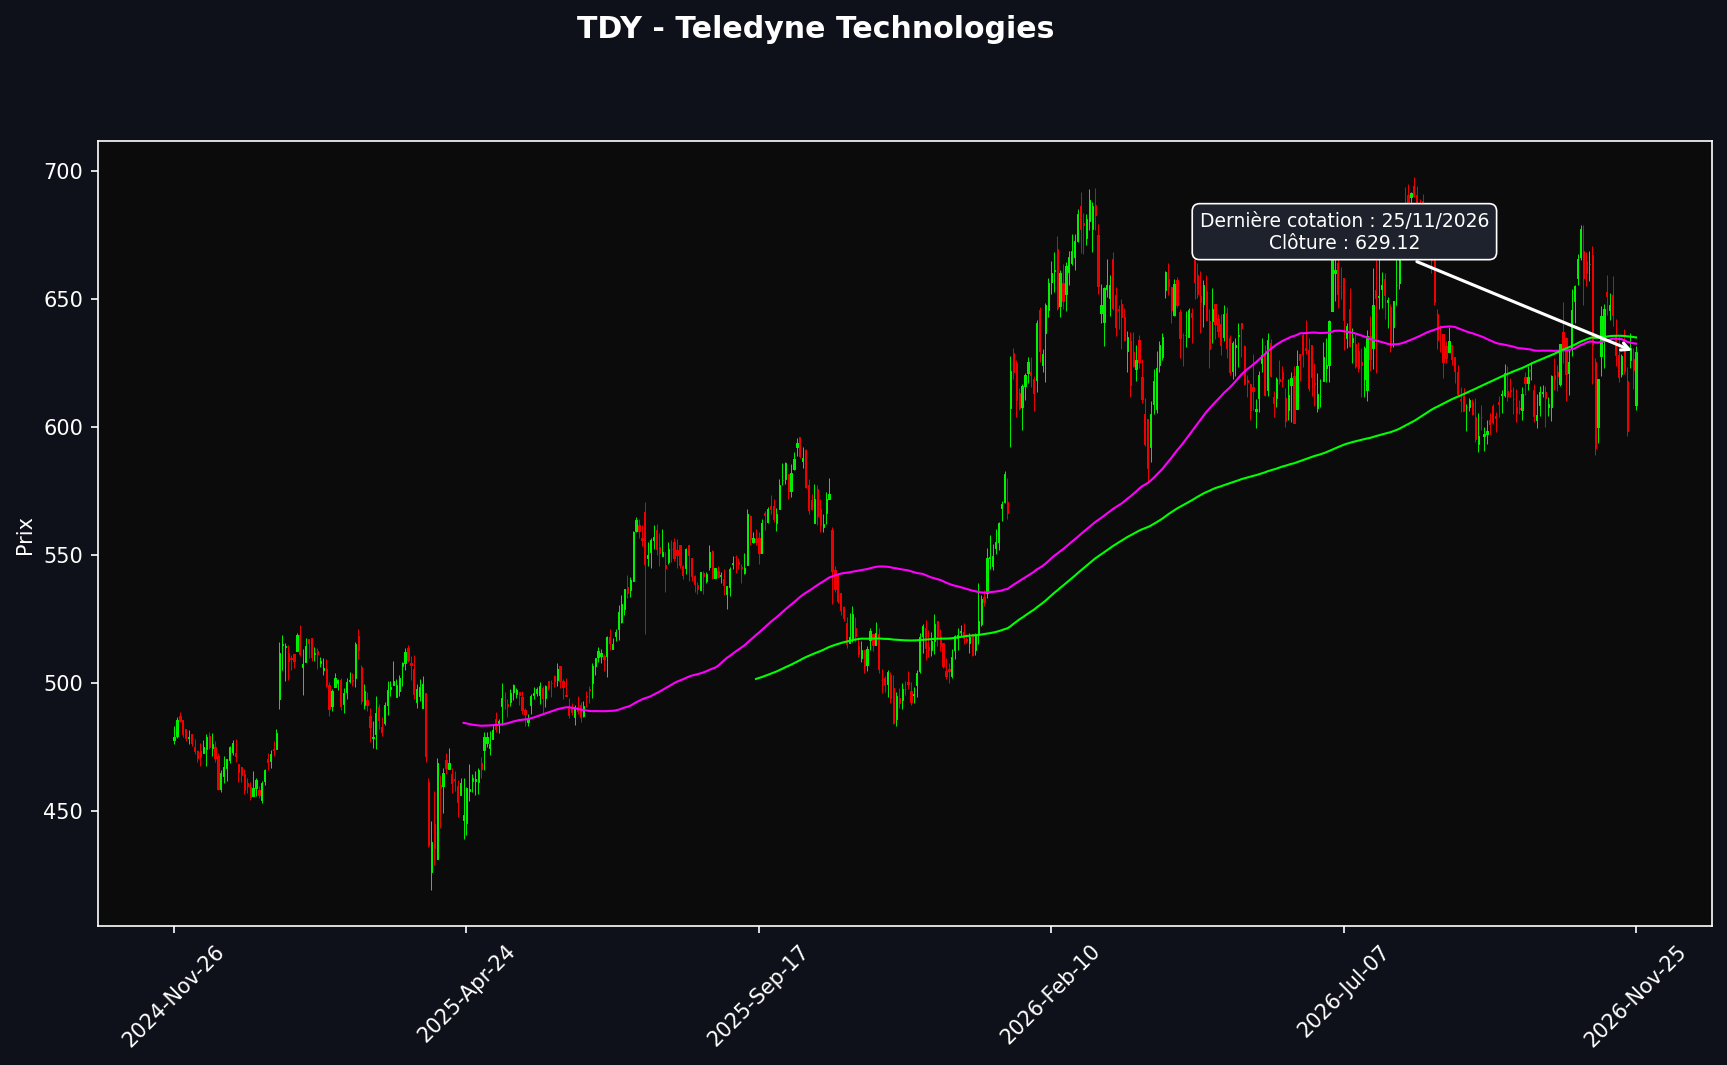 TDY - Teledyne Technologies
Dernière cotation : 25/11/2026
Clôture : 629.12
Prix
700
650
600
550
500
450
2024-Nov-26
2025-Apr-24
2025-Sep-17
2026-Feb-10
2026-Jul-07
2026-Nov-25